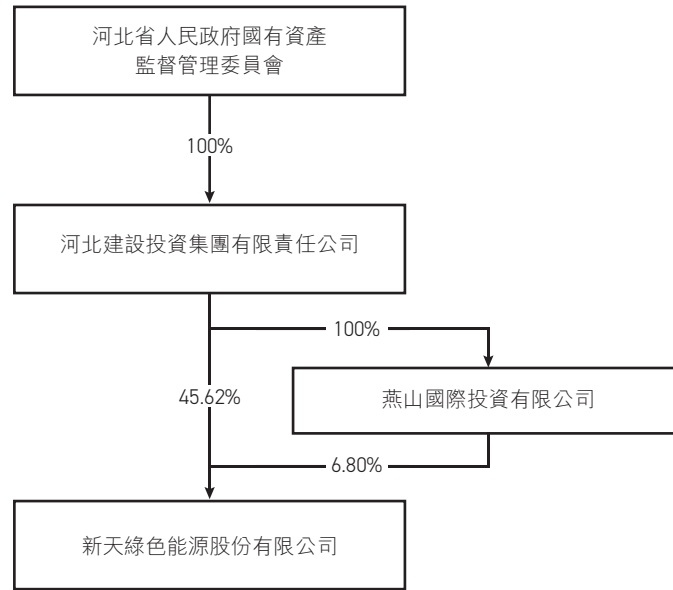 河北省人民政府國有資產
監督管理委員會
100%
河北建設投資集團有限責任公司
100%
45.62%
燕山國際投資有限公司
6.80%
新天綠色能源股份有限公司